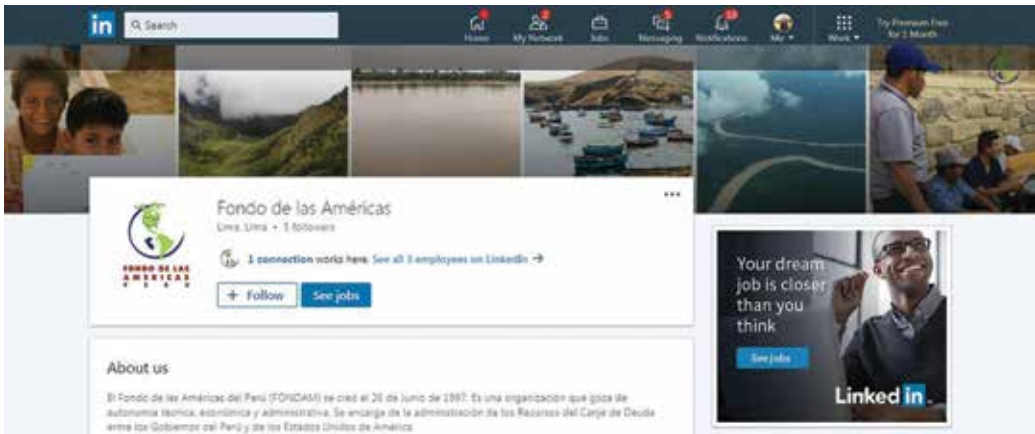 in Search
Home My Network Jobs Messaging Notifications Me Work Try Premium Free
for 1 Month
Fondo de las Américas
Lima, Lima • 5 followers
1 connection works here. See all 3 employees on LinkedIn →
+ Follow See jobs
FONDO DE LAS
AMERICAS
PERU
Your dream
job is closer
than you
think
See jobs
Linked in
About us
El Fondo de las Américas del Perú (FONDAM) se creó el 20 de Junio de 1997. Es una organización que goza de
autonomía técnica, económica y administrativa. Se encarga de la administración de los Recursos del Canje de Deuda
entre los Gobiernos del Perú y de los Estados Unidos de América.